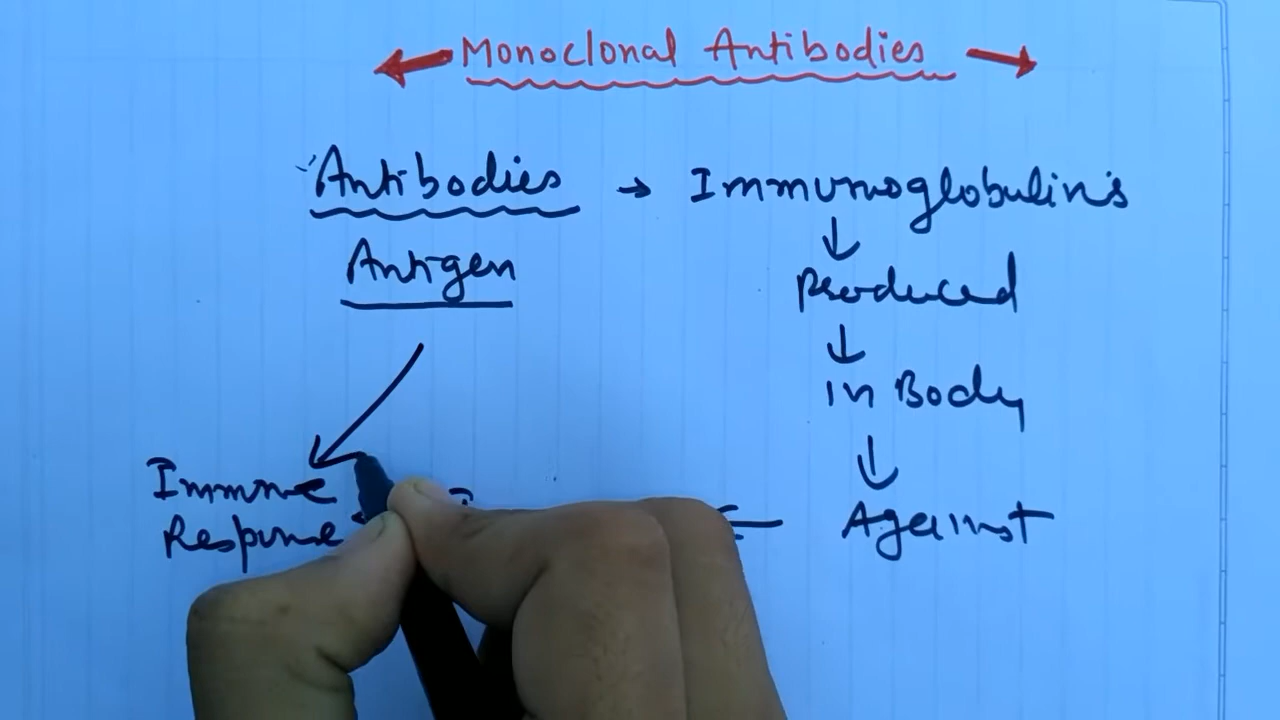 Monoclonal Antibodies
Antibodies → Immunoglobulins
Antigen
↓
Produced
↓
in Body
↓
Against
Immune
Response